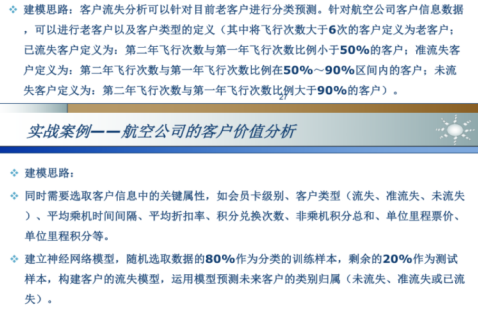 ❖ 建模思路：客户流失分析可以针对目前老客户进行分类预测。针对航空公司客户信息数据
，可以进行老客户以及客户类型的定义（其中将飞行次数大于6次的客户定义为老客户；
已流失客户定义为：第二年飞行次数与第一年飞行次数比例小于50%的客户；准流失客
户定义为：第二年飞行次数与第一年飞行次数比例在50%～90%区间内的客户；未流
失客户定义为：第二年飞行次数与第一年飞行次数比例大于90%的客户）。
27
实战案例——航空公司的客户价值分析
❖ 建模思路：
❖ 同时需要选取客户信息中的关键属性，如会员卡级别、客户类型（流失、准流失、未流失
）、平均乘机时间间隔、平均折扣率、积分兑换次数、非乘机积分总和、单位里程票价、
单位里程积分等。
❖ 建立神经网络模型，随机选取数据的80%作为分类的训练样本，剩余的20%作为测试
样本，构建客户的流失模型，运用模型预测未来客户的类别归属（未流失、准流失或已流
失）。